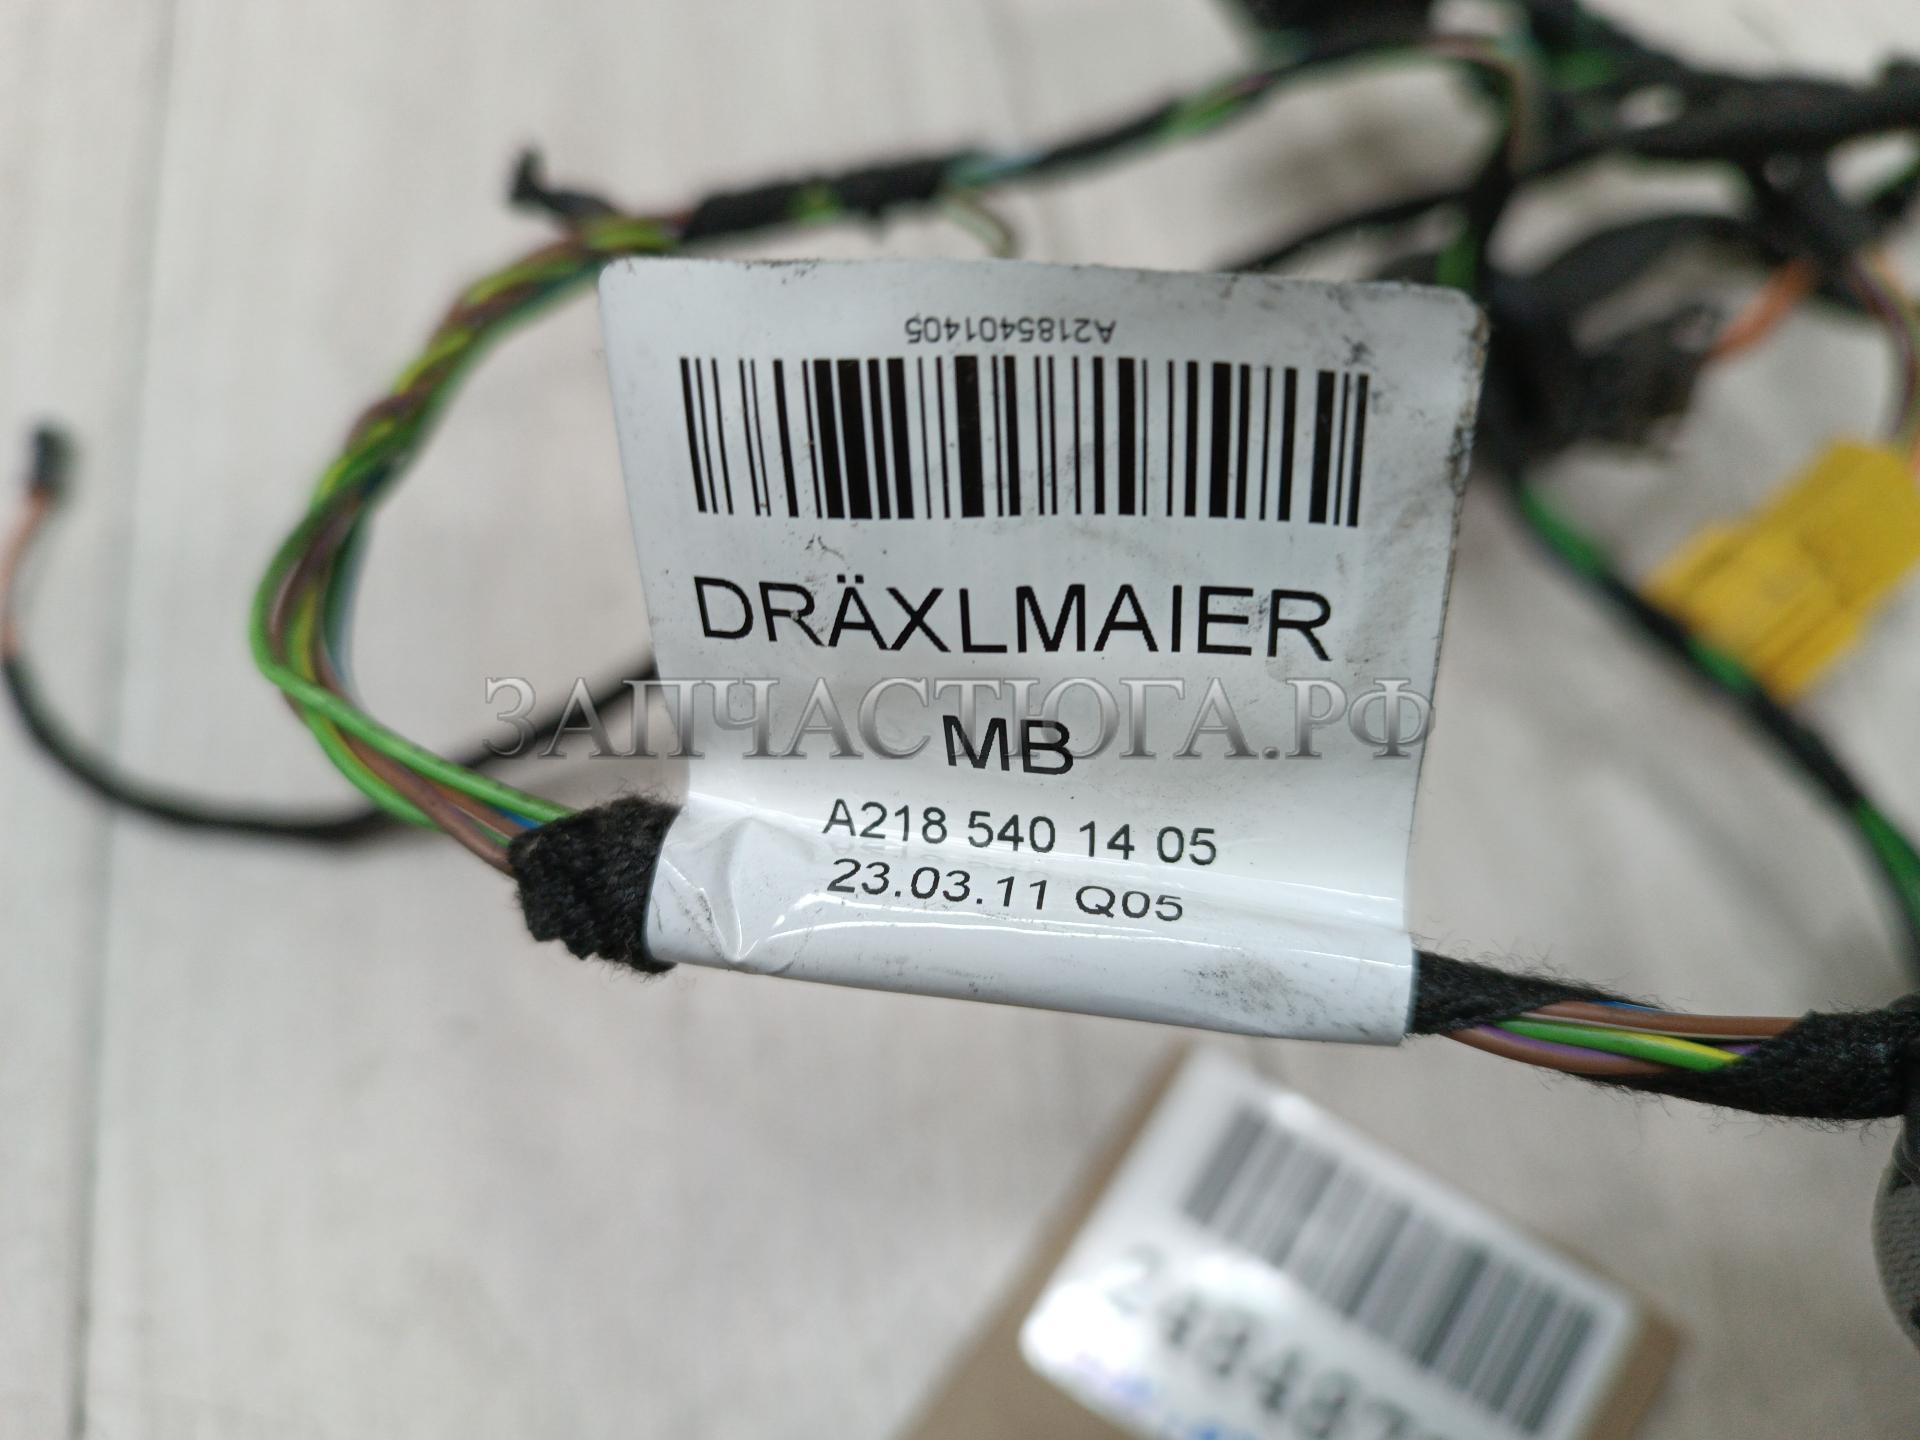 A2185401405
DRÄXLMAIER
ЗАПЧАСТЮГА.РФ
MB
A218 540 14 05
23.03.11 Q05